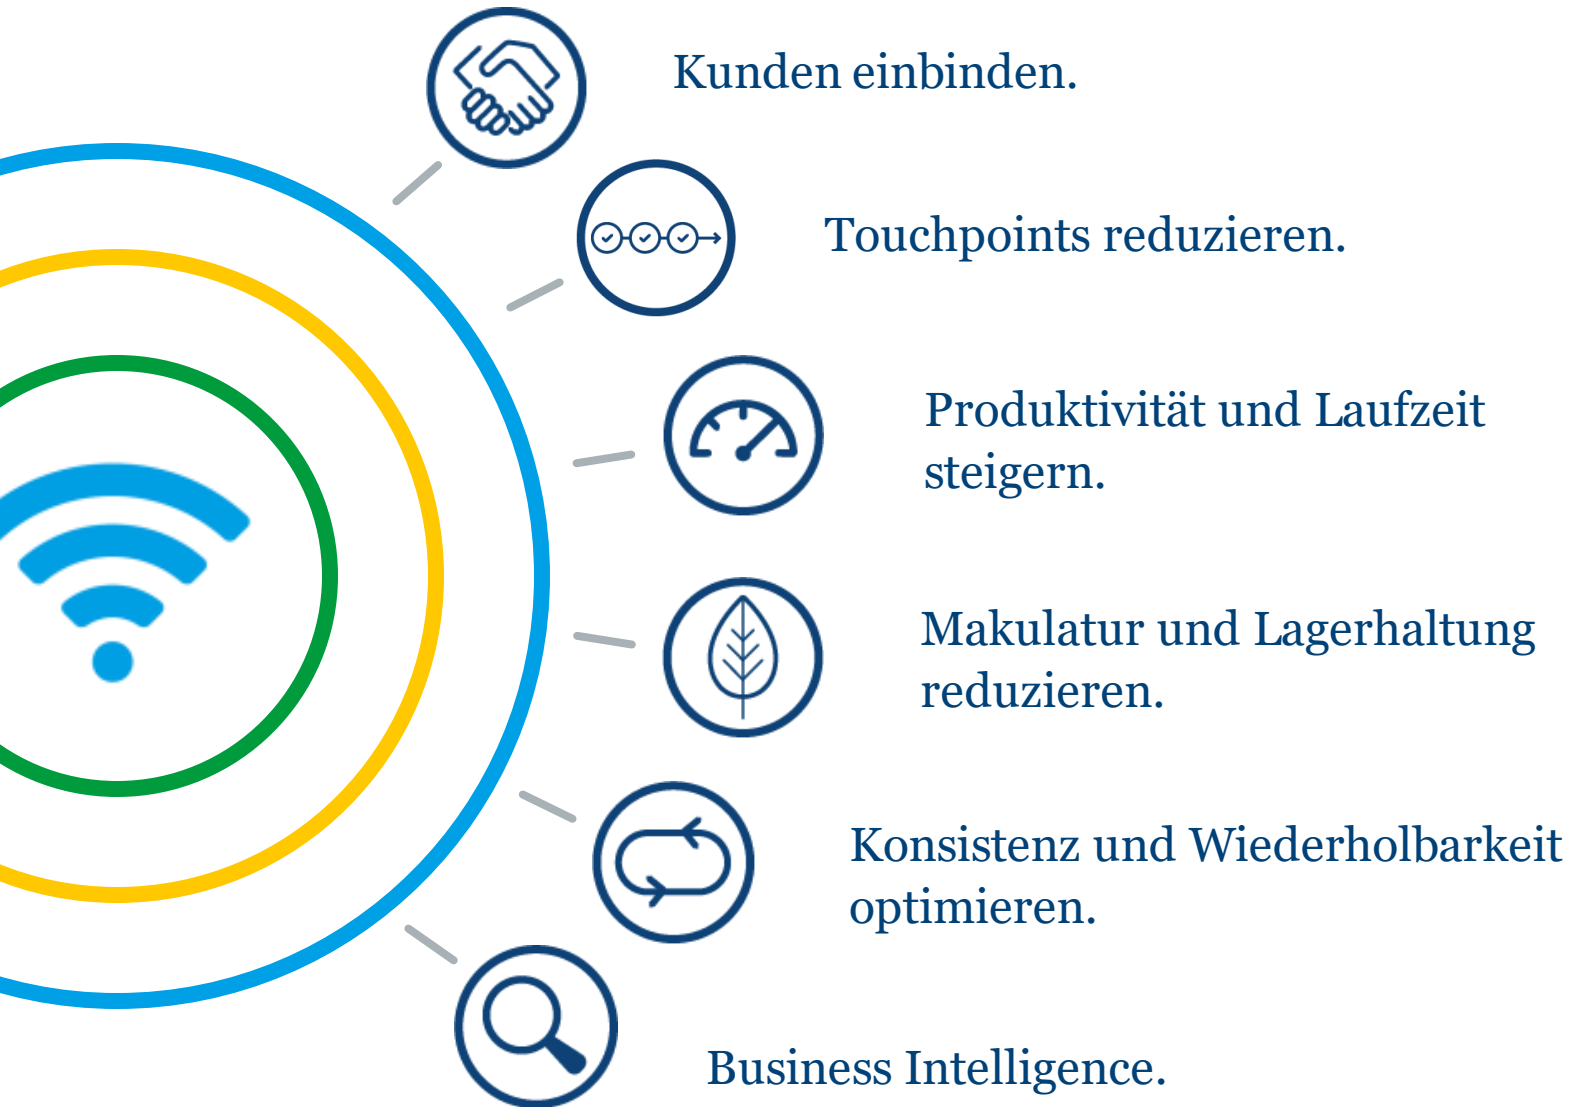 Kunden einbinden.
Touchpoints reduzieren.
Produktivität und Laufzeit
steigern.
Makulatur und Lagerhaltung
reduzieren.
Konsistenz und Wiederholbarkeit
optimieren.
Business Intelligence.